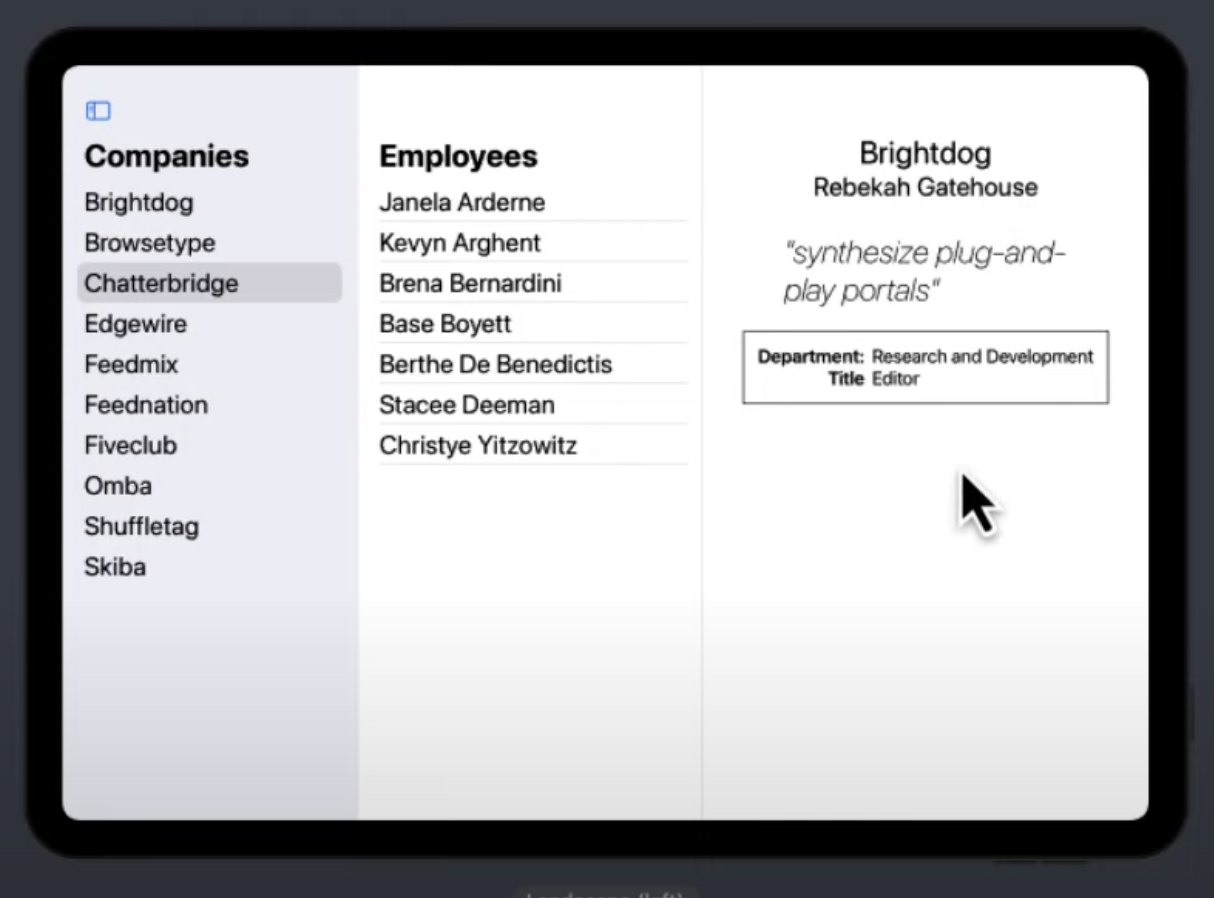 Companies
Brightdog
Browsetype
Chatterbridge
Edgewire
Feedmix
Feednation
Fiveclub
Omba
Shuffletag
Skiba
Employees
Janela Arderne
Kevyn Arghent
Brena Bernardini
Base Boyett
Berthe De Benedictis
Stacee Deeman
Christye Yitzowitz
Brightdog
Rebekah Gatehouse
"synthesize plug-and-
play portals"
Department: Research and Development
Title Editor